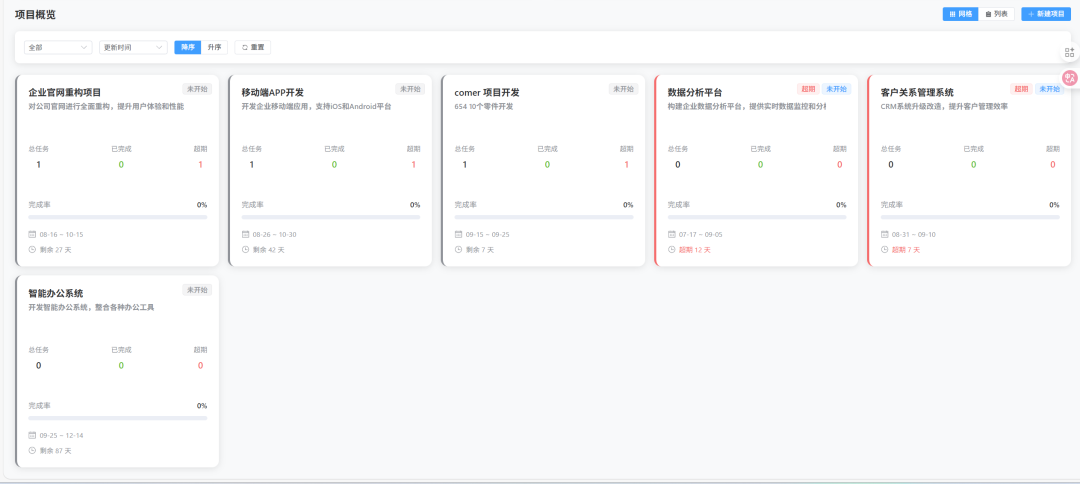 项目概览
网格 列表 新建项目
全部 更新时间 降序 升序 重置
企业官网重构项目 未开始
对公司官网进行全面重构，提升用户体验和性能
总任务 已完成 超期
1 0 1
完成率 0%
08-16 ~ 10-15
剩余 27 天
移动端APP开发 未开始
开发企业移动端应用，支持iOS和Android平台
总任务 已完成 超期
1 0 1
完成率 0%
08-26 ~ 10-30
剩余 42 天
comer 项目开发 未开始
654 10个零件开发
总任务 已完成 超期
1 0 1
完成率 0%
09-15 ~ 09-25
剩余 7 天
数据分析平台 超期 未开始
构建企业数据分析平台，提供实时数据监控和分析
总任务 已完成 超期
0 0 0
完成率 0%
07-17 ~ 09-05
超期 12 天
客户关系管理系统 超期 未开始
CRM系统升级改造，提升客户管理效率
总任务 已完成 超期
0 0 0
完成率 0%
08-31 ~ 09-10
超期 7 天
智能办公系统 未开始
开发智能办公系统，整合各种办公工具
总任务 已完成 超期
0 0 0
完成率 0%
09-25 ~ 12-14
剩余 87 天